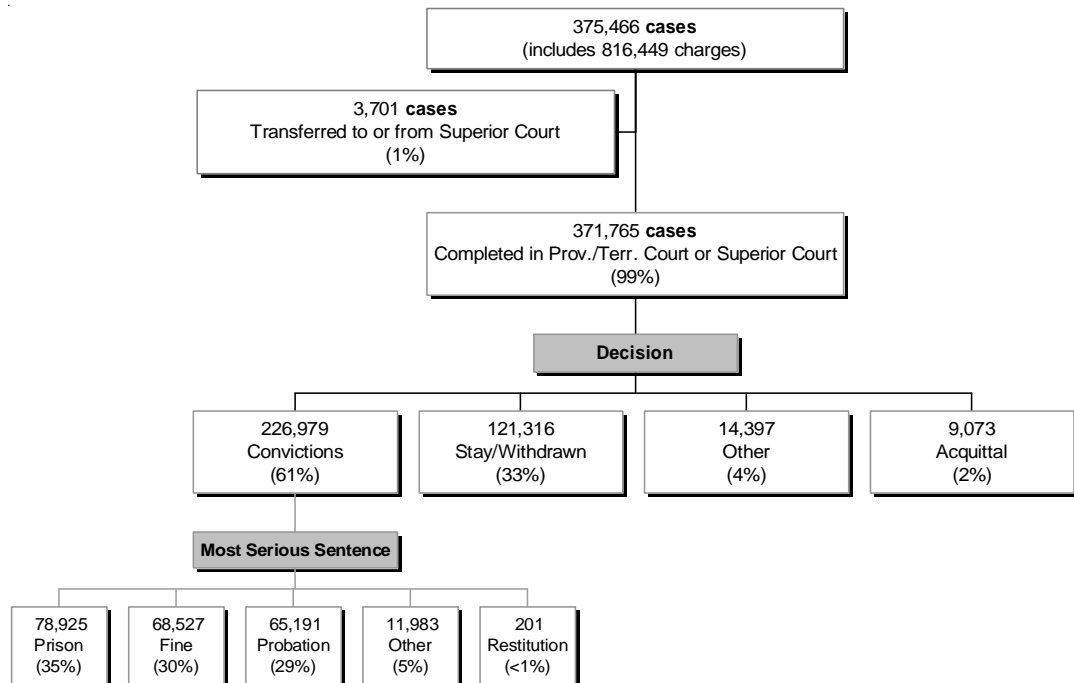 375,466 cases
(includes 816,449 charges)
3,701 cases
Transferred to or from Superior Court
(1%)
371,765 cases
Completed in Prov./Terr. Court or Superior Court
(99%)
Decision
226,979
Convictions
(61%)
121,316
Stay/Withdrawn
(33%)
14,397
Other
(4%)
9,073
Acquittal
(2%)
Most Serious Sentence
78,925
Prison
(35%)
68,527
Fine
(30%)
65,191
Probation
(29%)
11,983
Other
(5%)
201
Restitution
(<1%)